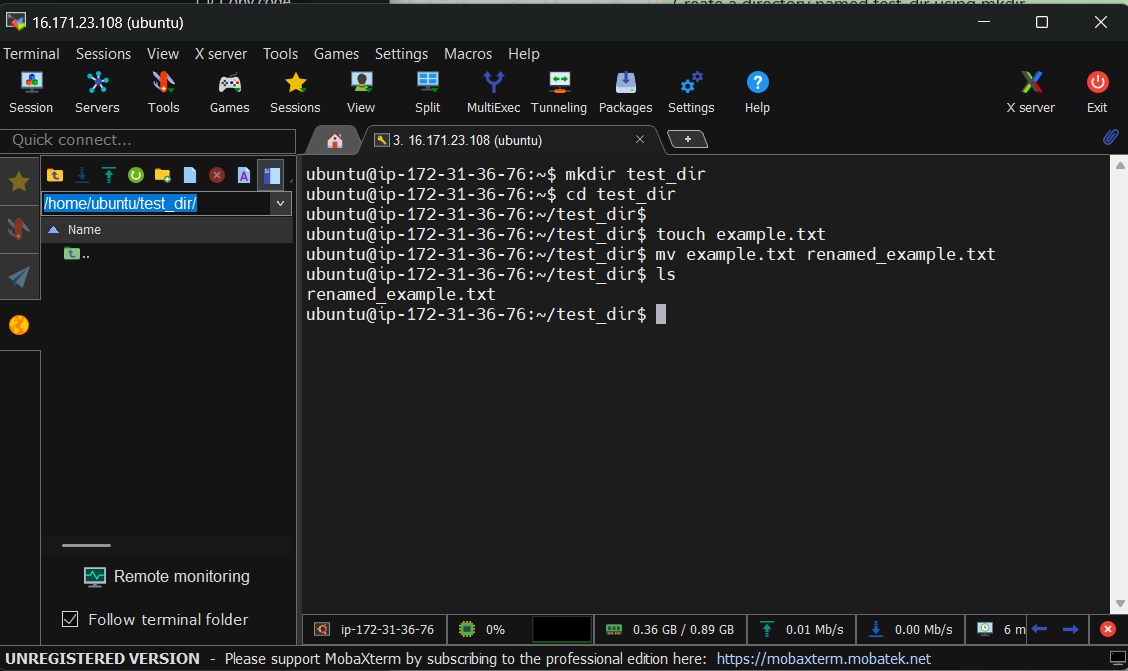 Create a directory named test_dir using mkdir
16.171.23.108 (ubuntu)
Terminal Sessions View X server Tools Games Settings Macros Help
Session Servers Tools Games Sessions View Split MultiExec Tunneling Packages Settings Help X server Exit
Quick connect...
3. 16.171.23.108 (ubuntu)
/home/ubuntu/test_dir/
Name
..
ubuntu@ip-172-31-36-76:~$ mkdir test_dir
ubuntu@ip-172-31-36-76:~$ cd test_dir
ubuntu@ip-172-31-36-76:~/test_dir$
ubuntu@ip-172-31-36-76:~/test_dir$ touch example.txt
ubuntu@ip-172-31-36-76:~/test_dir$ mv example.txt renamed_example.txt
ubuntu@ip-172-31-36-76:~/test_dir$ ls
renamed_example.txt
ubuntu@ip-172-31-36-76:~/test_dir$
Remote monitoring
Follow terminal folder
ip-172-31-36-76 0% 0.36 GB / 0.89 GB 0.01 Mb/s 0.00 Mb/s 6 m
UNREGISTERED VERSION - Please support MobaXterm by subscribing to the professional edition here: https://mobaxterm.mobatek.net